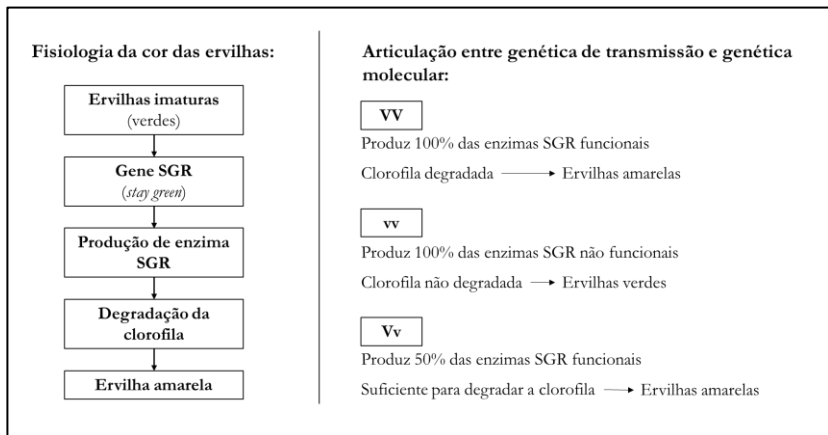 Fisiologia da cor das ervilhas:
Ervilhas imaturas
(verdes)
Gene SGR
(stay green)
Produção de enzima
SGR
Degradação da
clorofila
Ervilha amarela
Articulação entre genética de transmissão e genética
molecular:
VV
Produz 100% das enzimas SGR funcionais
Clorofila degradada → Ervilhas amarelas
vv
Produz 100% das enzimas SGR não funcionais
Clorofila não degradada → Ervilhas verdes
Vv
Produz 50% das enzimas SGR funcionais
Suficiente para degradar a clorofila → Ervilhas amarelas